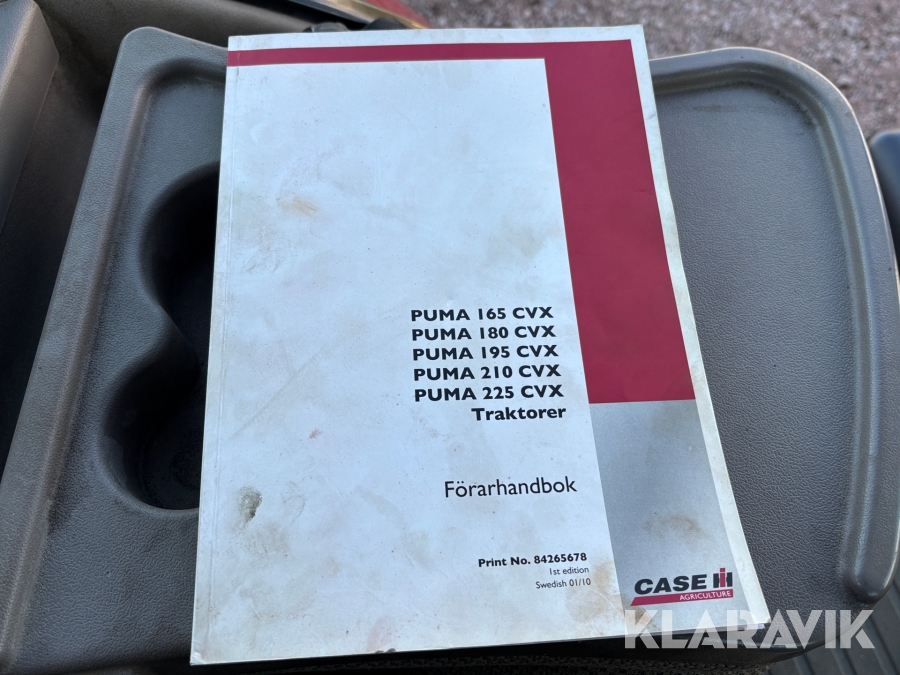 PUMA 165 CVX
PUMA 180 CVX
PUMA 195 CVX
PUMA 210 CVX
PUMA 225 CVX
Traktorer
Förarhandbok
Print No. 84265678
1st edition
Swedish 01/10
CASE IH
AGRICULTURE
KLARAVIK